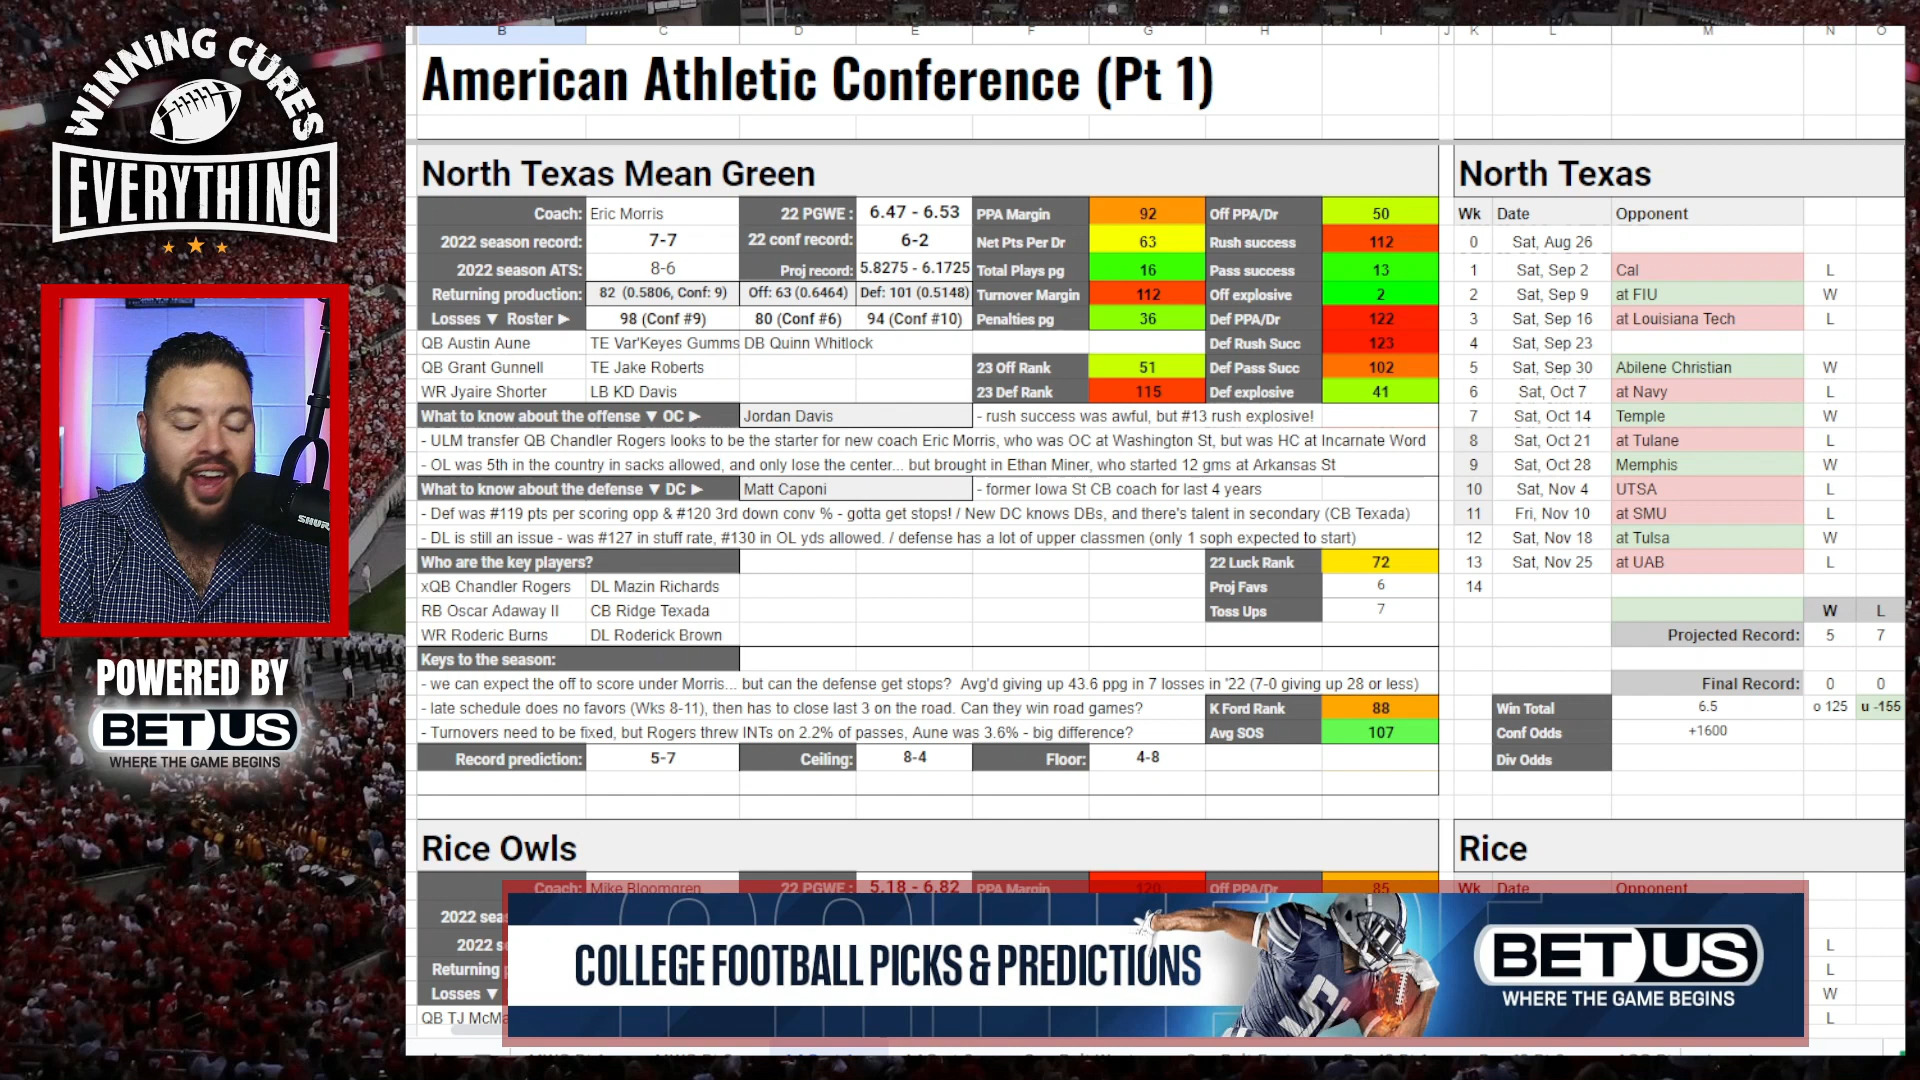 WINNING CURES
EVERYTHING
POWERED BY
BETUS
WHERE THE GAME BEGINS
SHURE
B C D E F G H I J K L M N O
American Athletic Conference (Pt 1)
North Texas Mean Green
Coach: Eric Morris 22 PGWE : 6.47 - 6.53 PPA Margin 92 Off PPA/Dr 50
2022 season record: 7-7 22 conf record: 6-2 Net Pts Per Dr 63 Rush success 112
2022 season ATS: 8-6 Proj record: 5.8275 - 6.1725 Total Plays pg 16 Pass success 13
Returning production: 82 (0.5806, Conf: 9) Off: 63 (0.6464) Def: 101 (0.5148) Turnover Margin 112 Off explosive 2
Losses ▼ Roster ▶ 98 (Conf #9) 80 (Conf #6) 94 (Conf #10) Penalties pg 36 Def PPA/Dr 122
QB Austin Aune TE Var'Keyes Gumms DB Quinn Whitlock Def Rush Succ 123
QB Grant Gunnell TE Jake Roberts 23 Off Rank 51 Def Pass Succ 102
WR Jyaire Shorter LB KD Davis 23 Def Rank 115 Def explosive 41
What to know about the offense ▼ OC ▶ Jordan Davis - rush success was awful, but #13 rush explosive!
- ULM transfer QB Chandler Rogers looks to be the starter for new coach Eric Morris, who was OC at Washington St, but was HC at Incarnate Word
- OL was 5th in the country in sacks allowed, and only lose the center... but brought in Ethan Miner, who started 12 gms at Arkansas St
What to know about the defense ▼ DC ▶ Matt Caponi - former Iowa St CB coach for last 4 years
- Def was #119 pts per scoring opp & #120 3rd down conv % - gotta get stops! / New DC knows DBs, and there's talent in secondary (CB Texada)
- DL is still an issue - was #127 in stuff rate, #130 in OL yds allowed. / defense has a lot of upper classmen (only 1 soph expected to start)
Who are the key players? 22 Luck Rank 72
xQB Chandler Rogers DL Mazin Richards Proj Favs 6
RB Oscar Adaway II CB Ridge Texada Toss Ups 7
WR Roderic Burns DL Roderick Brown
Keys to the season:
- we can expect the off to score under Morris... but can the defense get stops? Avg'd giving up 43.6 ppg in 7 losses in '22 (7-0 giving up 28 or less)
- late schedule does no favors (Wks 8-11), then has to close last 3 on the road. Can they win road games? K Ford Rank 88
- Turnovers need to be fixed, but Rogers threw INTs on 2.2% of passes, Aune was 3.6% - big difference? Avg SOS 107
Record prediction: 5-7 Ceiling: 8-4 Floor: 4-8
North Texas
Wk Date Opponent
0 Sat, Aug 26
1 Sat, Sep 2 Cal L
2 Sat, Sep 9 at FIU W
3 Sat, Sep 16 at Louisiana Tech L
4 Sat, Sep 23
5 Sat, Sep 30 Abilene Christian W
6 Sat, Oct 7 at Navy L
7 Sat, Oct 14 Temple W
8 Sat, Oct 21 at Tulane L
9 Sat, Oct 28 Memphis W
10 Sat, Nov 4 UTSA L
11 Fri, Nov 10 at SMU L
12 Sat, Nov 18 at Tulsa W
13 Sat, Nov 25 at UAB L
14
W L
Projected Record: 5 7
Final Record: 0 0
Win Total 6.5 o 125 u -155
Conf Odds +1600
Div Odds
Rice Owls
Coach: Mike Bloomgren 22 PGWE : 5.18 - 6.82 PPA Margin 120 Off PPA/Dr 85
2022 sea
2022 s
Returning
Losses ▼
QB TJ McMa
Rice
Wk Date Opponent
L
L
W
L
COLLEGE FOOTBALL PICKS & PREDICTIONS
BETUS
WHERE THE GAME BEGINS